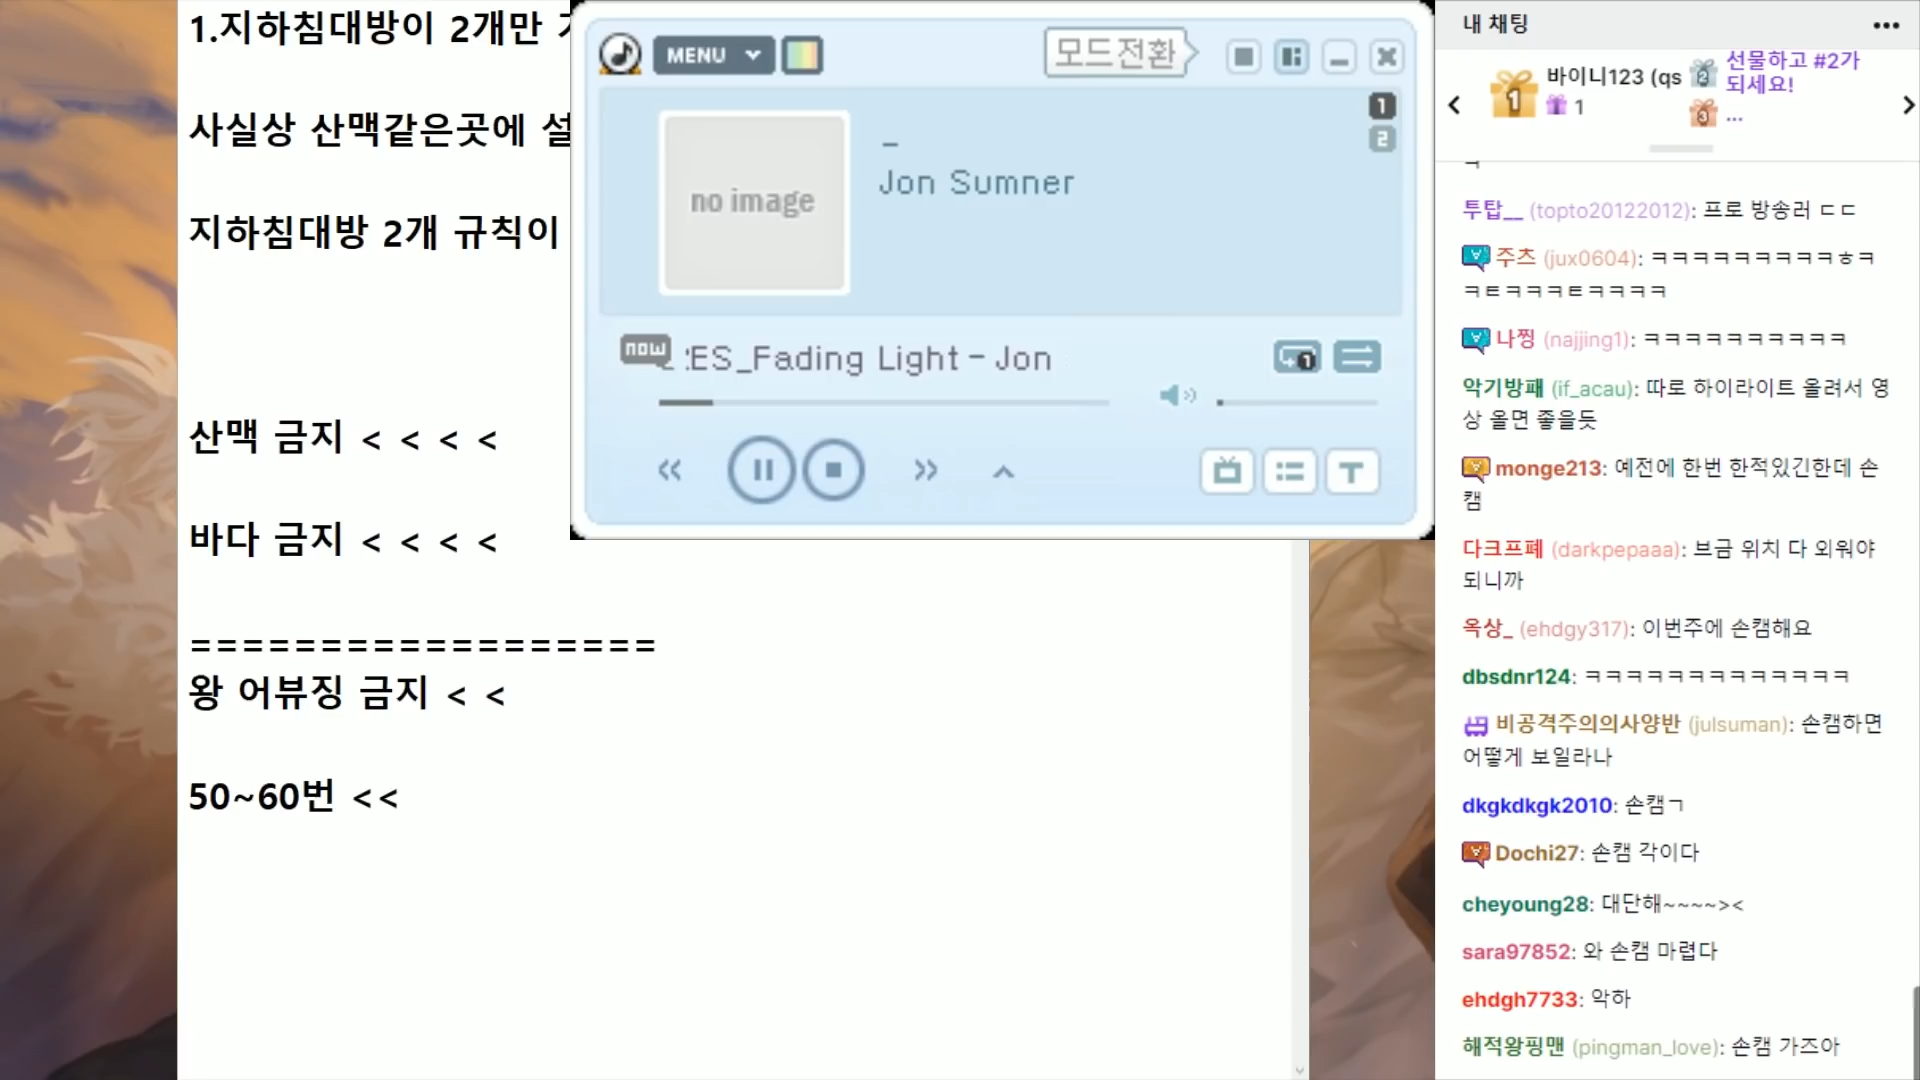 1.지하침대방이 2개만
사실상 산맥같은곳에 설
지하침대방 2개 규칙이
산맥 금지 < < < <
바다 금지 < < < <
==================
왕 어뷰징 금지 < <
50~60번 <<
MENU
모드전환
1
2
no image
–
Jon Sumner
now
ES_Fading Light - Jon
1
내 채팅
1
바이니123 (qs
1
2
선물하고 #2가
되세요!
3
...
ㅋ
투탑__ (topto20122012): 프로 방송러 ㄷㄷ
주츠 (jux0604): ㅋㅋㅋㅋㅋㅋㅋㅋㅋㅎㅋ
ㅋㅌㅋㅋㅋㅌㅋㅋㅋㅋ
나찡 (najjing1): ㅋㅋㅋㅋㅋㅋㅋㅋㅋㅋ
악기방패 (if_acau): 따로 하이라이트 올려서 영
상 올면 좋을듯
monge213: 예전에 한번 한적있긴한데 손
캠
다크프폐 (darkpepaaa): 브금 위치 다 외워야
되니까
옥상_ (ehdgy317): 이번주에 손캠해요
dbsdnr124: ㅋㅋㅋㅋㅋㅋㅋㅋㅋㅋㅋㅋㅋ
비공격주의의사양반 (julsuman): 손캠하면
어떻게 보일라나
dkgkdkgk2010: 손캠ㄱ
Dochi27: 손캠 각이다
cheyoung28: 대단해~~~~><
sara97852: 와 손캠 마렵다
ehdgh7733: 악하
해적왕핑맨 (pingman_love): 손캠 가즈아